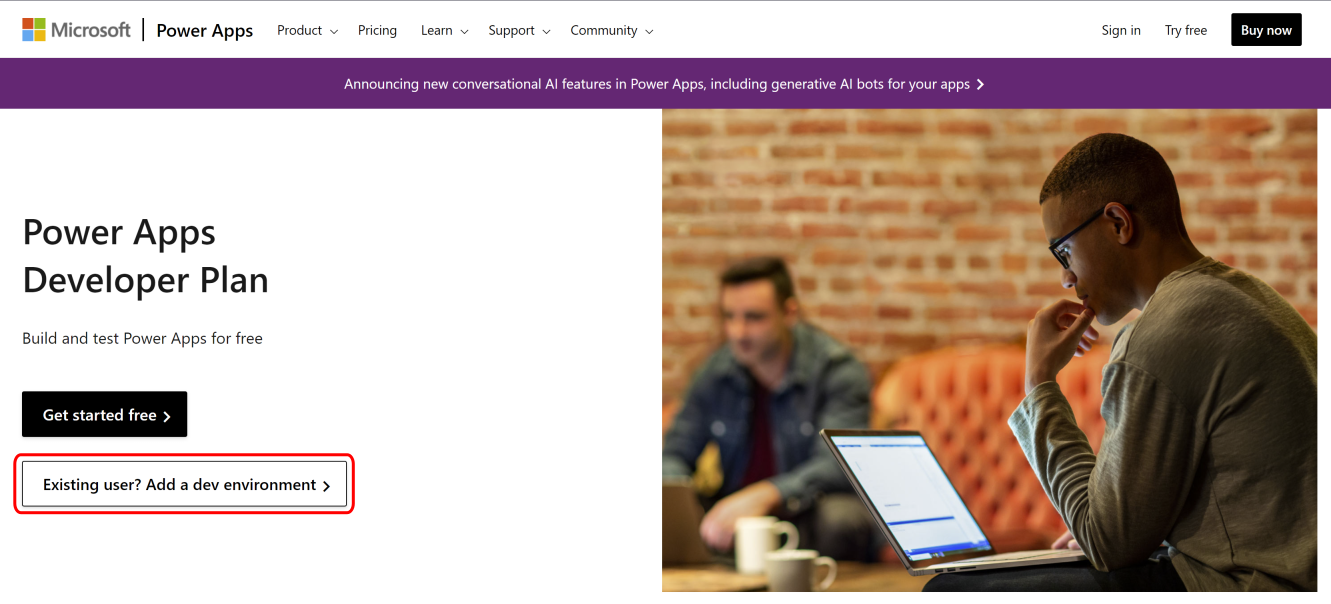 Microsoft Power Apps Product Pricing Learn Support Community Sign in Try free Buy now
Announcing new conversational AI features in Power Apps, including generative AI bots for your apps
Power Apps
Developer Plan
Build and test Power Apps for free
Get started free
Existing user? Add a dev environment